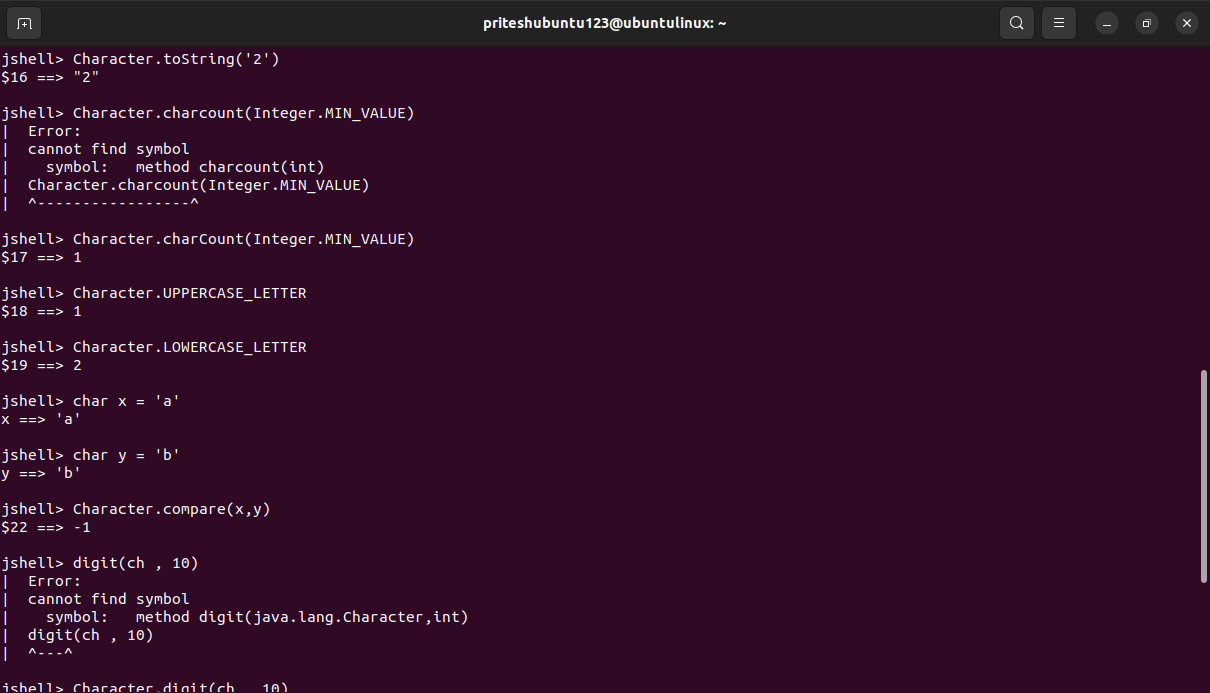 priteshubuntu123@ubuntulinux: ~
jshell> Character.toString('2')
$16 ==> "2"
jshell> Character.charcount(Integer.MIN_VALUE)
|  Error:
|  cannot find symbol
|    symbol:   method charcount(int)
|  Character.charcount(Integer.MIN_VALUE)
|  ^-----------------^
jshell> Character.charCount(Integer.MIN_VALUE)
$17 ==> 1
jshell> Character.UPPERCASE_LETTER
$18 ==> 1
jshell> Character.LOWERCASE_LETTER
$19 ==> 2
jshell> char x = 'a'
x ==> 'a'
jshell> char y = 'b'
y ==> 'b'
jshell> Character.compare(x,y)
$22 ==> -1
jshell> digit(ch , 10)
|  Error:
|  cannot find symbol
|    symbol:   method digit(java.lang.Character,int)
|  digit(ch , 10)
|  ^---^
jshell> Character.digit(ch , 10)